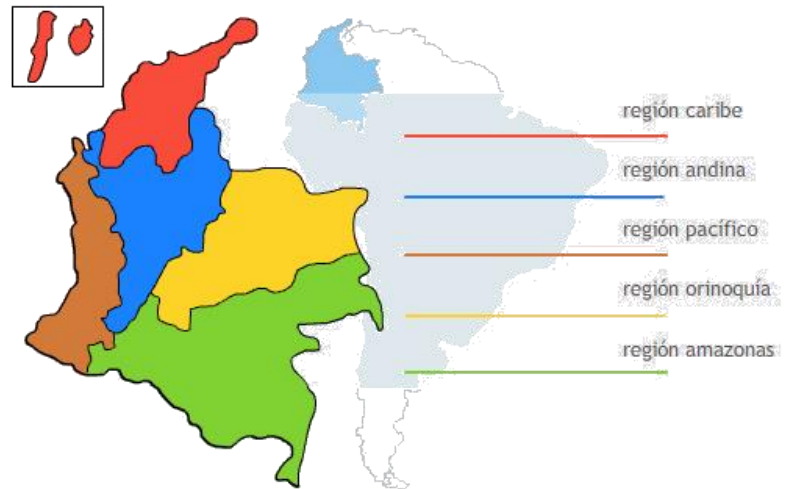 región caribe
región andina
región pacífico
región orinoquía
región amazonas